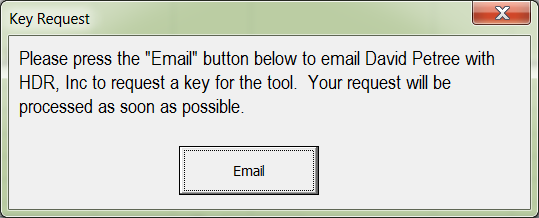 Key Request
Please press the "Email" button below to email David Petree with
HDR, Inc to request a key for the tool.  Your request will be
processed as soon as possible.
Email